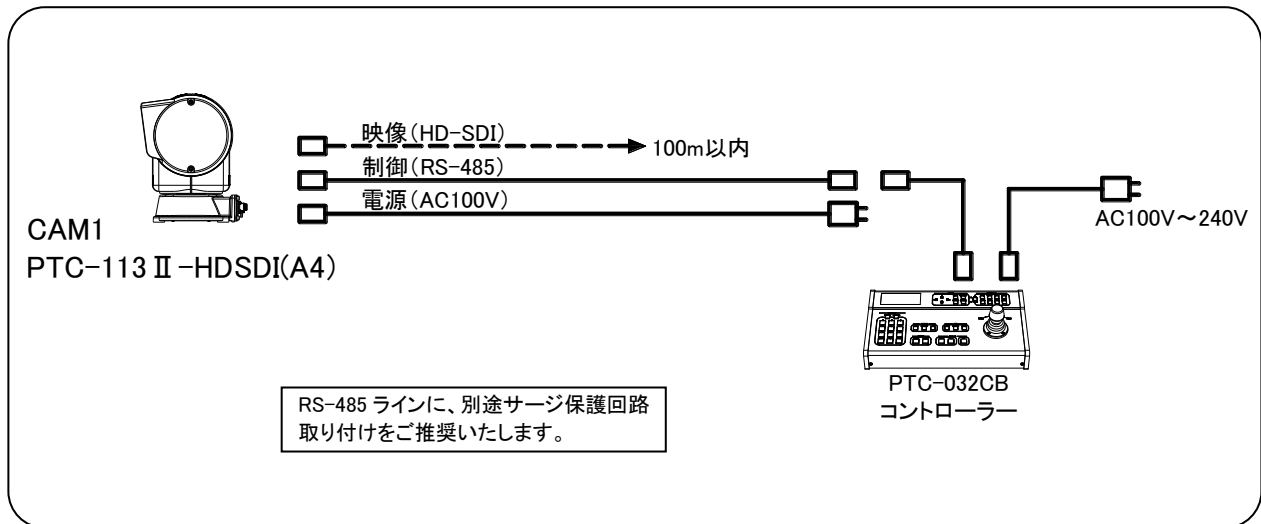 映像(HD-SDI)
100m以内
制御(RS-485)
電源(AC100V)
AC100V~240V
CAM1
PTC-113Ⅱ-HDSDI(A4)
PTC-032CB
コントローラー
RS-485 ラインに、別途サージ保護回路
取り付けをご推奨いたします。